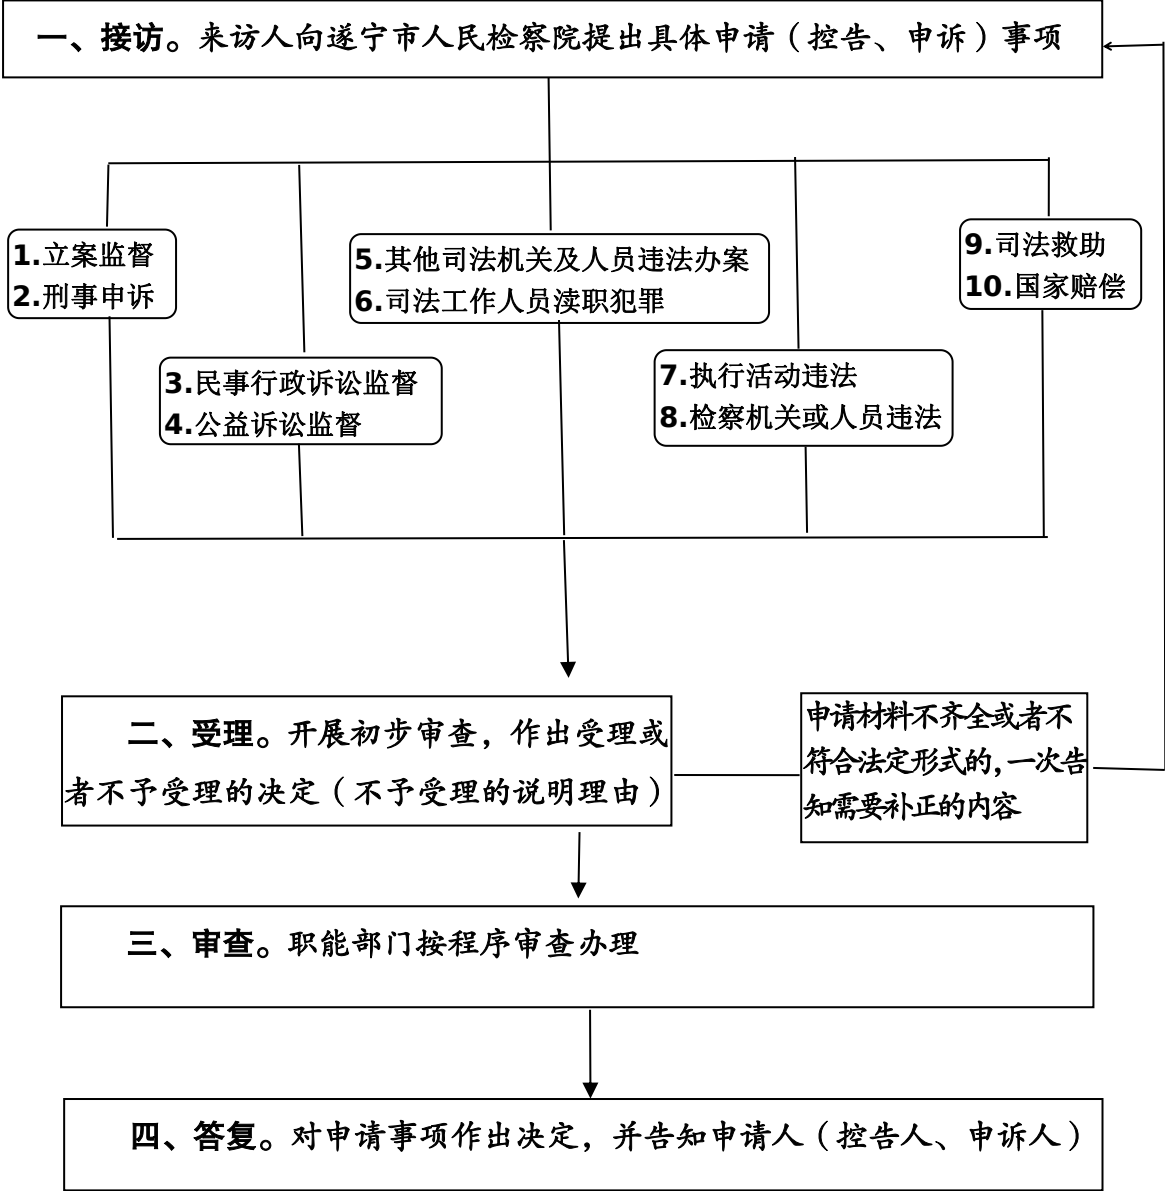 一、接访。来访人向遂宁市人民检察院提出具体申请（控告、申诉）事项
1.立案监督
2.刑事申诉
3.民事行政诉讼监督
4.公益诉讼监督
5.其他司法机关及人员违法办案
6.司法工作人员渎职犯罪
7.执行活动违法
8.检察机关或人员违法
9.司法救助
10.国家赔偿
二、受理。开展初步审查，作出受理或
者不予受理的决定（不予受理的说明理由）
申请材料不齐全或者不
符合法定形式的，一次告
知需要补正的内容
三、审查。职能部门按程序审查办理
四、答复。对申请事项作出决定，并告知申请人（控告人、申诉人）